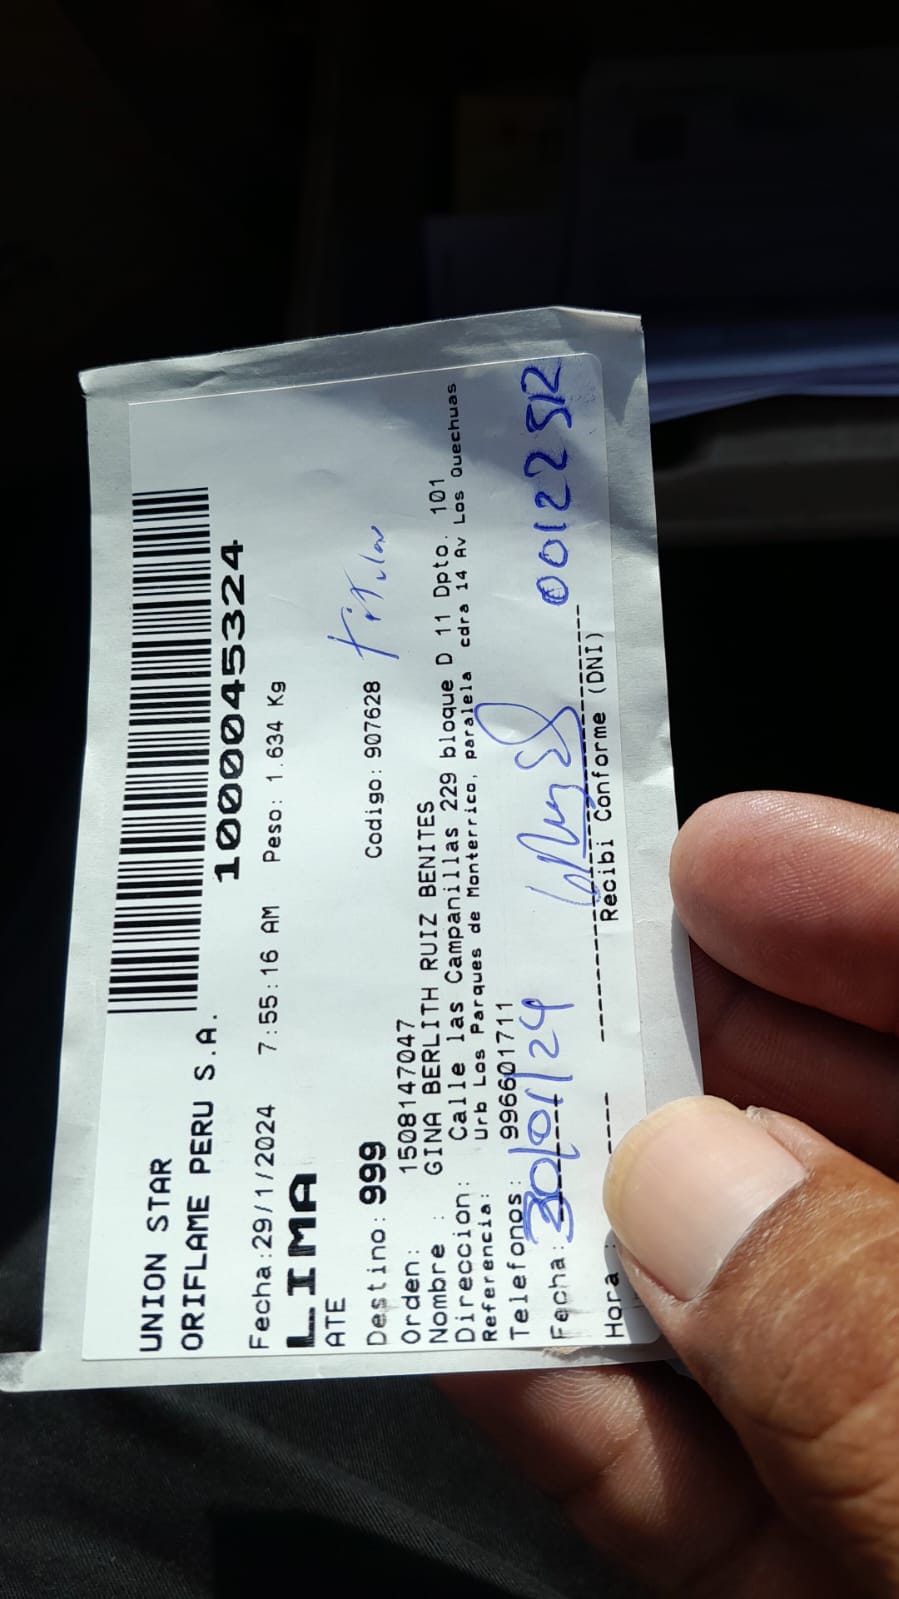 UNION STAR
ORIFLAME PERU S.A.
1000045324
Fecha:29/1/2024 7:55:16 AM Peso: 1.634 Kg
LIMA
ATE
Destino: 999 Codigo: 907628 titular
Orden: 1508147047
Nombre : GINA BERLITH RUIZ BENITES
Direccion: Calle las Campanillas 229 bloque D 11 Dpto. 101
Referencia: Urb Los Parques de Monterrico, paralela cdra 14 Av Los Quechuas
Telefonos: 996601711
Fecha: 30/01/24
Hora : Recibi Conforme (DNI)